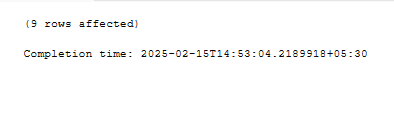 (9 rows affected)
Completion time: 2025-02-15T14:53:04.2189918+05:30